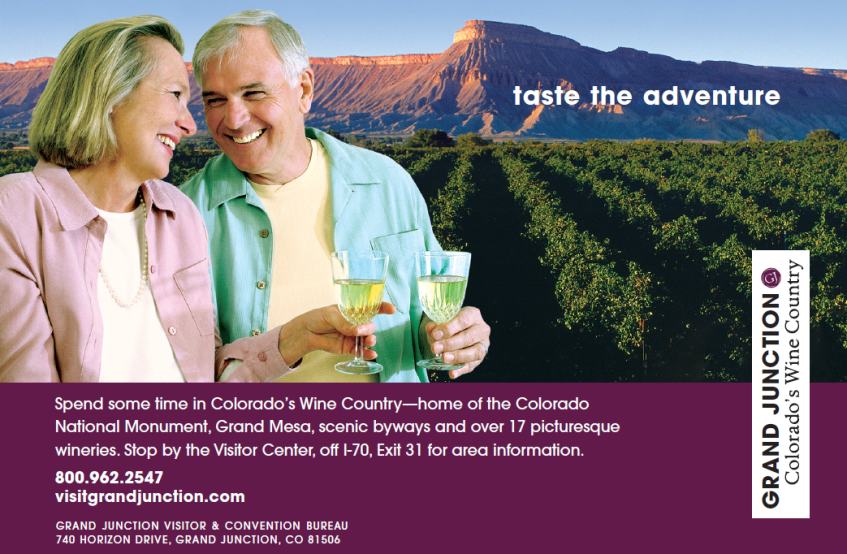 taste the adventure
GRAND JUNCTION G
Colorado's Wine Country
Spend some time in Colorado's Wine Country—home of the Colorado
National Monument, Grand Mesa, scenic byways and over 17 picturesque
wineries. Stop by the Visitor Center, off I-70, Exit 31 for area information.
800.962.2547
visitgrandjunction.com
GRAND JUNCTION VISITOR & CONVENTION BUREAU
740 HORIZON DRIVE, GRAND JUNCTION, CO 81506